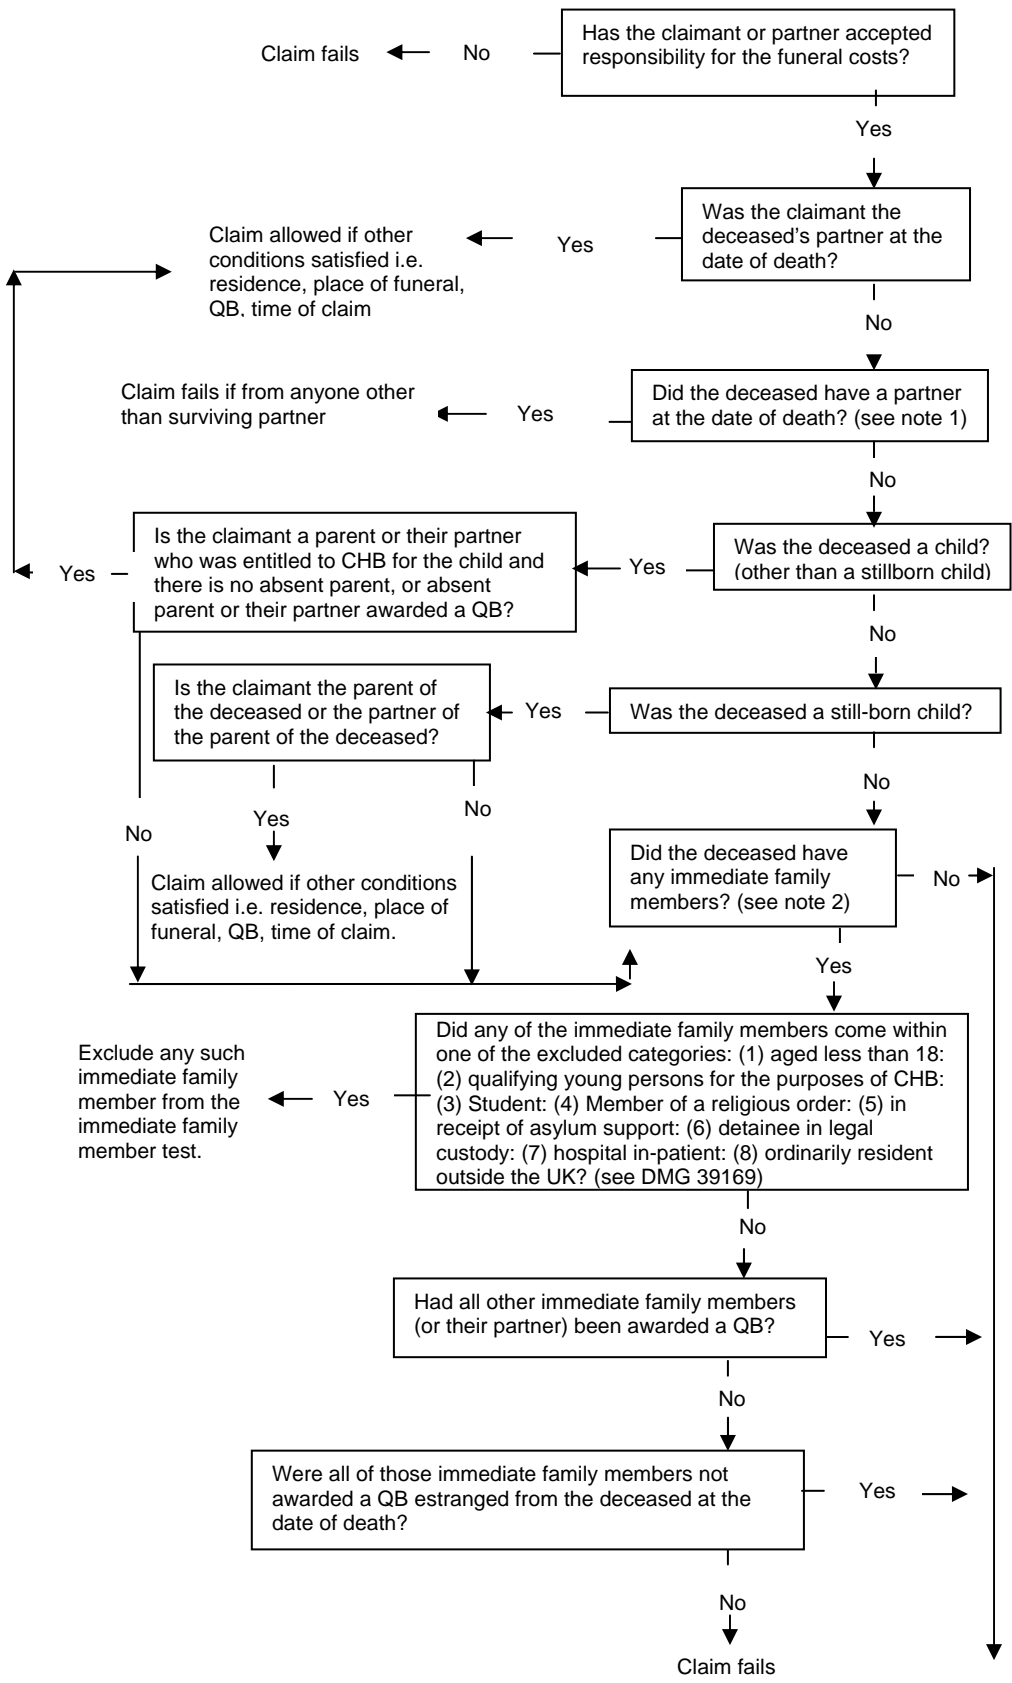 Has the claimant or partner accepted
responsibility for the funeral costs?
Claim fails
No
Yes
Was the claimant the
deceased's partner at the
date of death?
Yes
Claim allowed if other
conditions satisfied i.e.
residence, place of funeral,
QB, time of claim
No
Did the deceased have a partner
at the date of death? (see note 1)
Yes
Claim fails if from anyone other
than surviving partner
No
Was the deceased a child?
(other than a stillborn child)
Yes
Is the claimant a parent or their partner
who was entitled to CHB for the child and
there is no absent parent, or absent
parent or their partner awarded a QB?
Yes
No
Was the deceased a still-born child?
Yes
Is the claimant the parent of
the deceased or the partner of
the parent of the deceased?
No
Yes
No
No
Claim allowed if other conditions
satisfied i.e. residence, place of
funeral, QB, time of claim.
Did the deceased have
any immediate family
members? (see note 2)
No
Yes
Did any of the immediate family members come within
one of the excluded categories: (1) aged less than 18:
(2) qualifying young persons for the purposes of CHB:
(3) Student: (4) Member of a religious order: (5) in
receipt of asylum support: (6) detainee in legal
custody: (7) hospital in-patient: (8) ordinarily resident
outside the UK? (see DMG 39169)
Yes
Exclude any such
immediate family
member from the
immediate family
member test.
No
Had all other immediate family members
(or their partner) been awarded a QB?
Yes
No
Were all of those immediate family members not
awarded a QB estranged from the deceased at the
date of death?
Yes
No
Claim fails